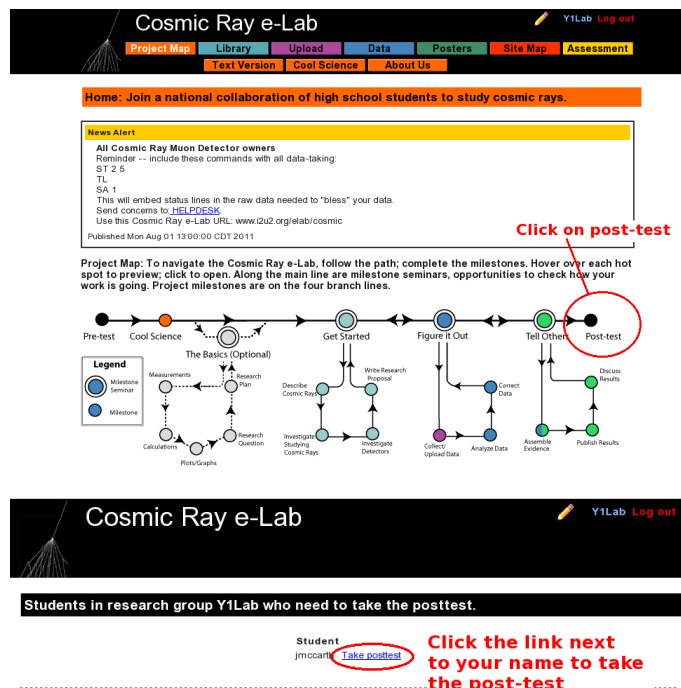 Cosmic Ray e-Lab
Y1Lab Log out
Project Map Library Upload Data Posters Site Map Assessment
Text Version Cool Science About Us
Home: Join a national collaboration of high school students to study cosmic rays.
News Alert
All Cosmic Ray Muon Detector owners
Reminder -- include these commands with all data-taking:
ST 2 5
TL
SA 1
This will embed status lines in the raw data needed to "bless" your data.
Send concerns to: HELPDESK.
Use this Cosmic Ray e-Lab URL: www.i2u2.org/elab/cosmic
Published Mon Aug 01 13:00:00 CDT 2011
Click on post-test
Project Map: To navigate the Cosmic Ray e-Lab, follow the path; complete the milestones. Hover over each hot
spot to preview; click to open. Along the main line are milestone seminars, opportunities to check how your
work is going. Project milestones are on the four branch lines.
Pre-test
Cool Science
The Basics (Optional)
Get Started
Figure it Out
Tell Others
Post-test
Legend
Milestone
Seminar
Milestone
Measurements
Research
Plan
Calculations
Plots/Graphs
Research
Question
Describe
Cosmic Rays
Write Research
Proposal
Investigate
Studying
Cosmic Rays
Investigate
Detectors
Correct
Data
Collect/
Upload Data
Analyze Data
Discuss
Results
Assemble
Evidence
Publish Results
Cosmic Ray e-Lab
Y1Lab Log out
Students in research group Y1Lab who need to take the posttest.
Student
Take posttest
Click the link next
to your name to take
the post-test